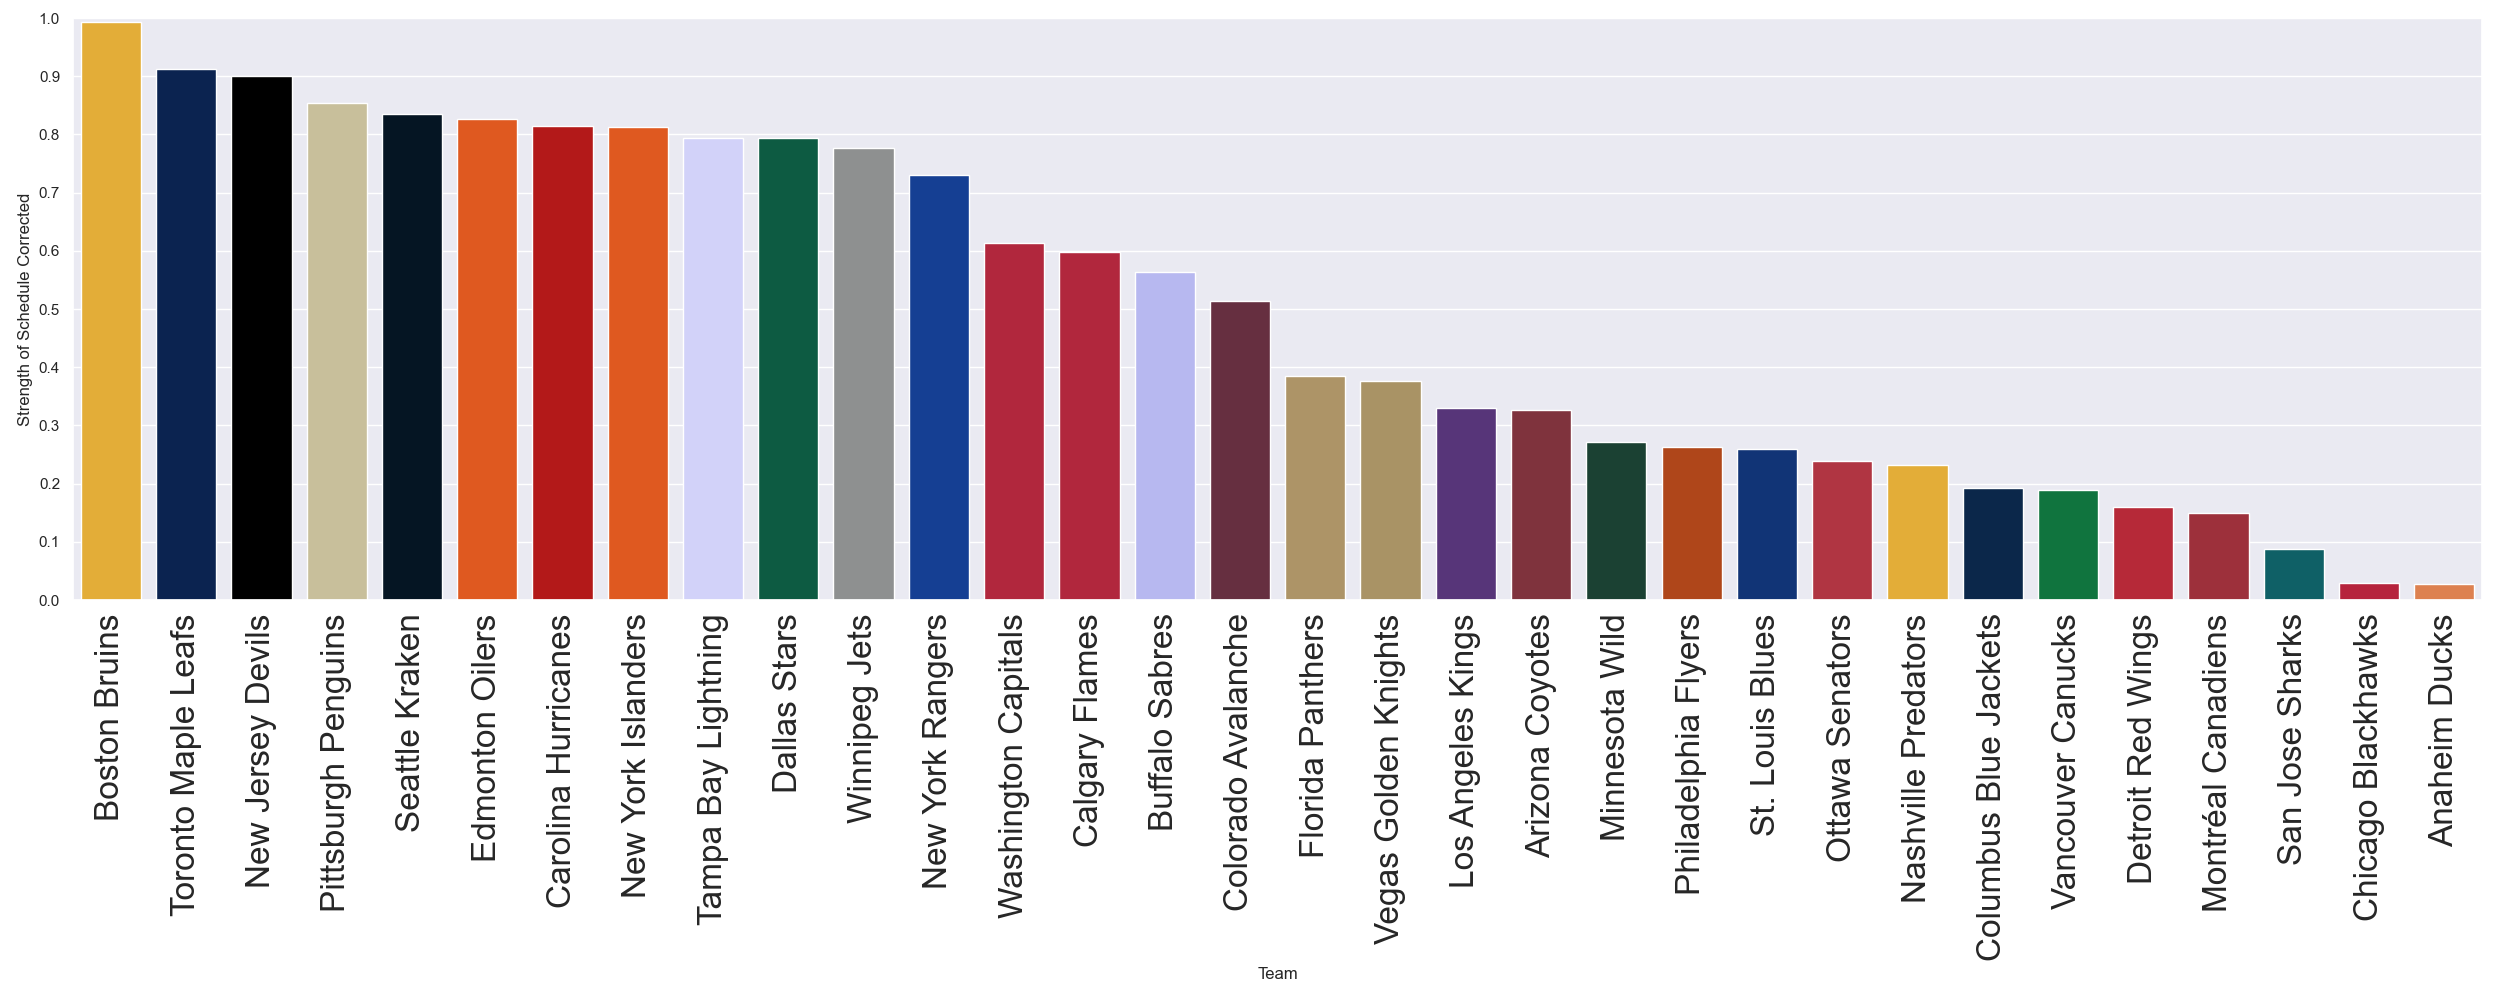 1.0
0.9
0.8
0.7
0.6
0.5
0.4
0.3
0.2
0.1
0.0
Strength of Schedule Corrected
Boston Bruins
Toronto Maple Leafs
New Jersey Devils
Pittsburgh Penguins
Seattle Kraken
Edmonton Oilers
Carolina Hurricanes
New York Islanders
Tampa Bay Lightning
Dallas Stars
Winnipeg Jets
New York Rangers
Washington Capitals
Calgary Flames
Buffalo Sabres
Colorado Avalanche
Florida Panthers
Vegas Golden Knights
Los Angeles Kings
Arizona Coyotes
Minnesota Wild
Philadelphia Flyers
St. Louis Blues
Ottawa Senators
Nashville Predators
Columbus Blue Jackets
Vancouver Canucks
Detroit Red Wings
Montréal Canadiens
San Jose Sharks
Chicago Blackhawks
Anaheim Ducks
Team